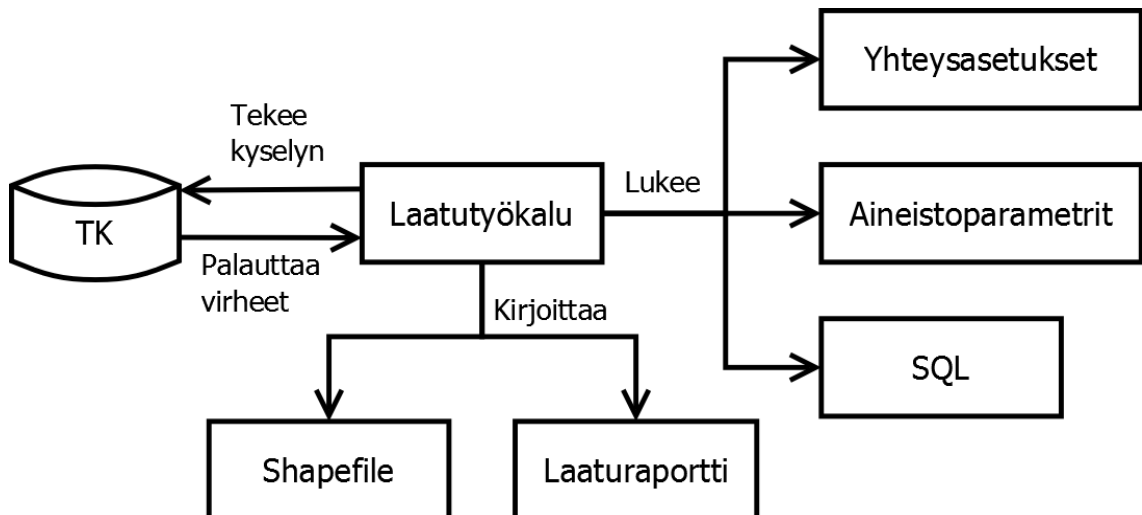 Yhteysasetukset
Tekee
kyselyn
Lukee
TK
Laatutyökalu
Aineistoparametrit
Palauttaa
virheet
Kirjoittaa
SQL
Shapefile
Laaturaportti